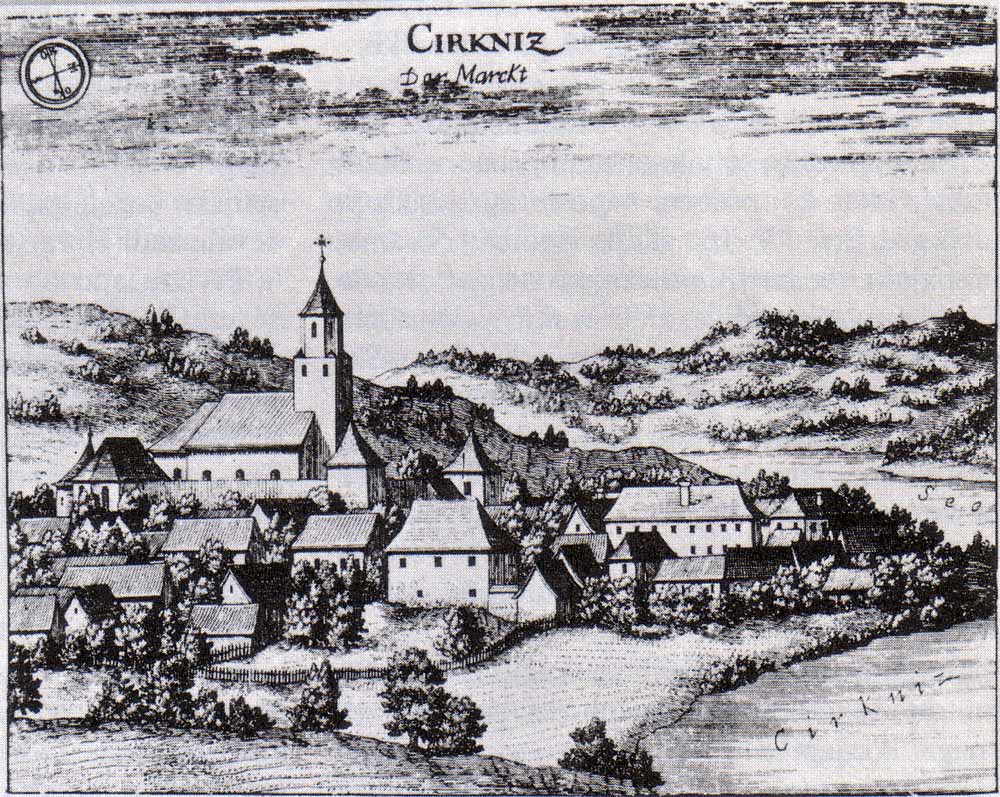 CIRKNIZ
Der Marckt
See
Cirkniz